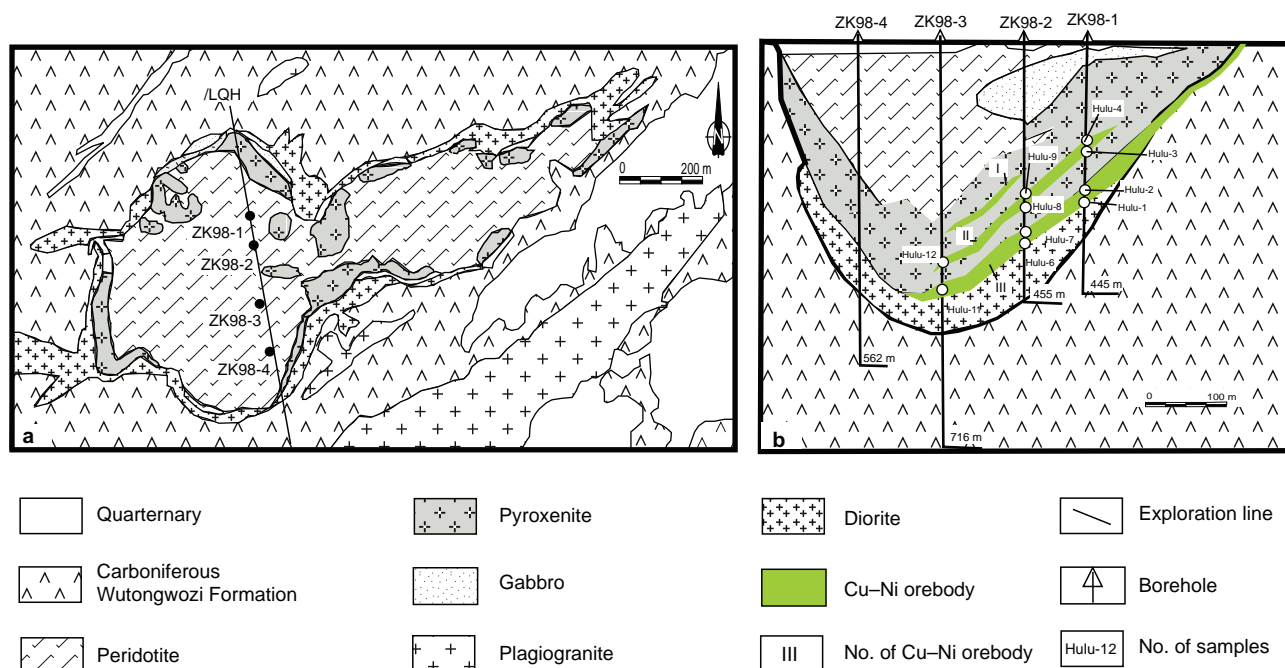 ZK98-4 ZK98-3 ZK98-2 ZK98-1
/LQH
N
0 200 m
ZK98-1
ZK98-2
ZK98-3
ZK98-4
a
Hulu-4
Hulu-9
Hulu-3
I
Hulu-2
Hulu-8
Hulu-1
II
Hulu-7
Hulu-12
Hulu-6
III
445 m
455 m
Hulu-11
562 m
0 100 m
716 m
b
Quarternary
Pyroxenite
Diorite
Exploration line
Carboniferous
Wutongwozi Formation
Gabbro
Cu–Ni orebody
Borehole
Peridotite
Plagiogranite
III
No. of Cu–Ni orebody
Hulu-12
No. of samples